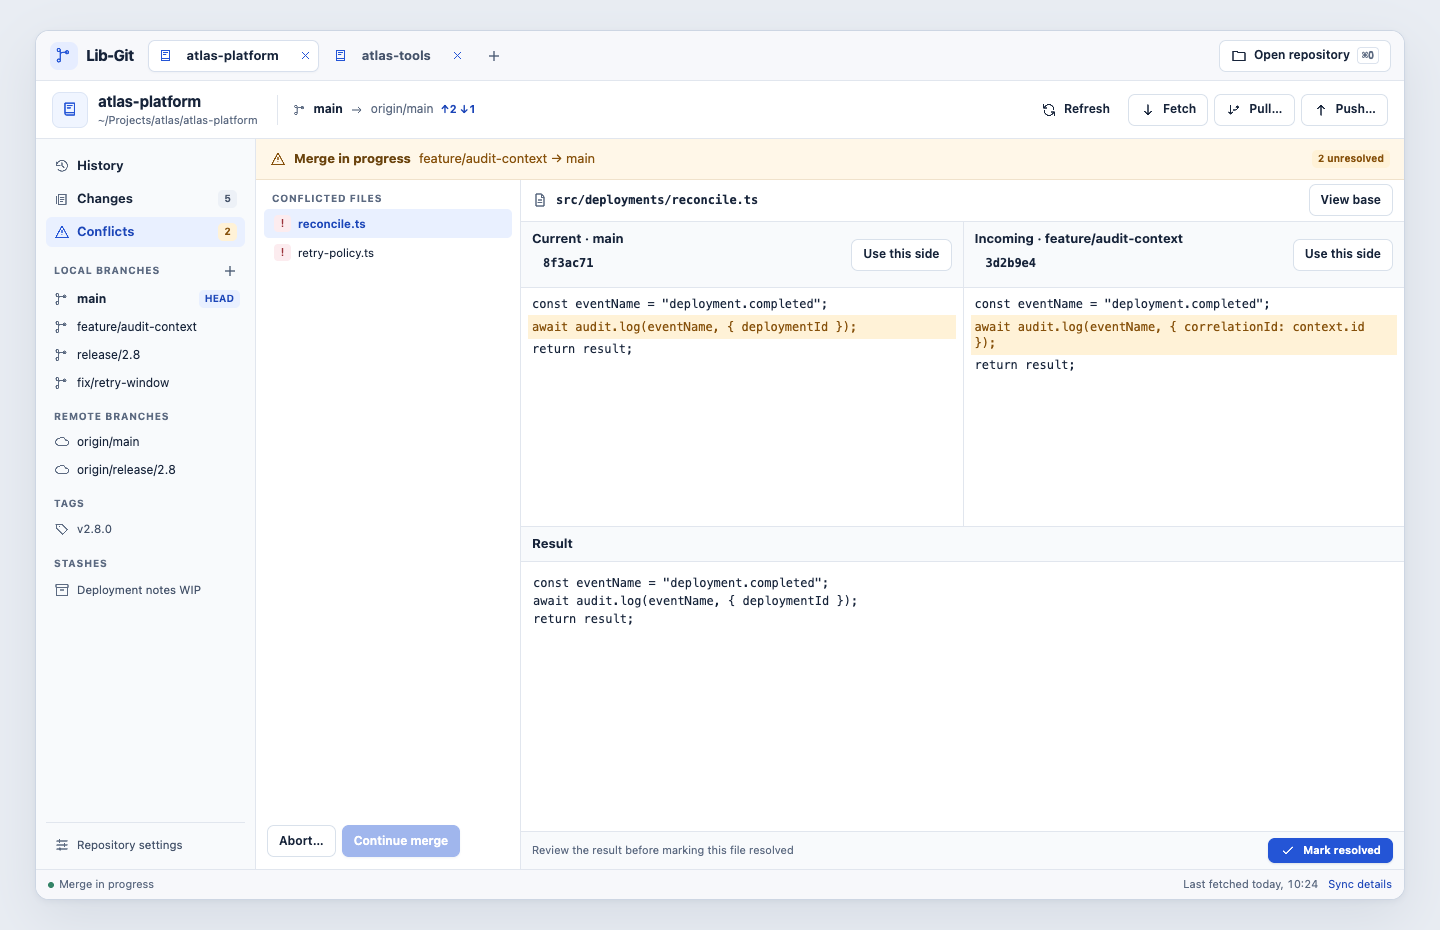 Lib-Git
atlas-platform
atlas-tools
Open repository ⌘O
atlas-platform
~/Projects/atlas/atlas-platform
main → origin/main ↑2 ↓1
Refresh
Fetch
Pull...
Push...
History
Changes 5
Conflicts 2
LOCAL BRANCHES
main HEAD
feature/audit-context
release/2.8
fix/retry-window
REMOTE BRANCHES
origin/main
origin/release/2.8
TAGS
v2.8.0
STASHES
Deployment notes WIP
Repository settings
Merge in progress feature/audit-context → main
2 unresolved
CONFLICTED FILES
! reconcile.ts
! retry-policy.ts
Abort...
Continue merge
src/deployments/reconcile.ts
View base
Current · main
8f3ac71
Use this side
const eventName = "deployment.completed";
await audit.log(eventName, { deploymentId });
return result;
Incoming · feature/audit-context
3d2b9e4
Use this side
const eventName = "deployment.completed";
await audit.log(eventName, { correlationId: context.id
});
return result;
Result
const eventName = "deployment.completed";
await audit.log(eventName, { deploymentId });
return result;
Review the result before marking this file resolved
Mark resolved
Merge in progress
Last fetched today, 10:24
Sync details